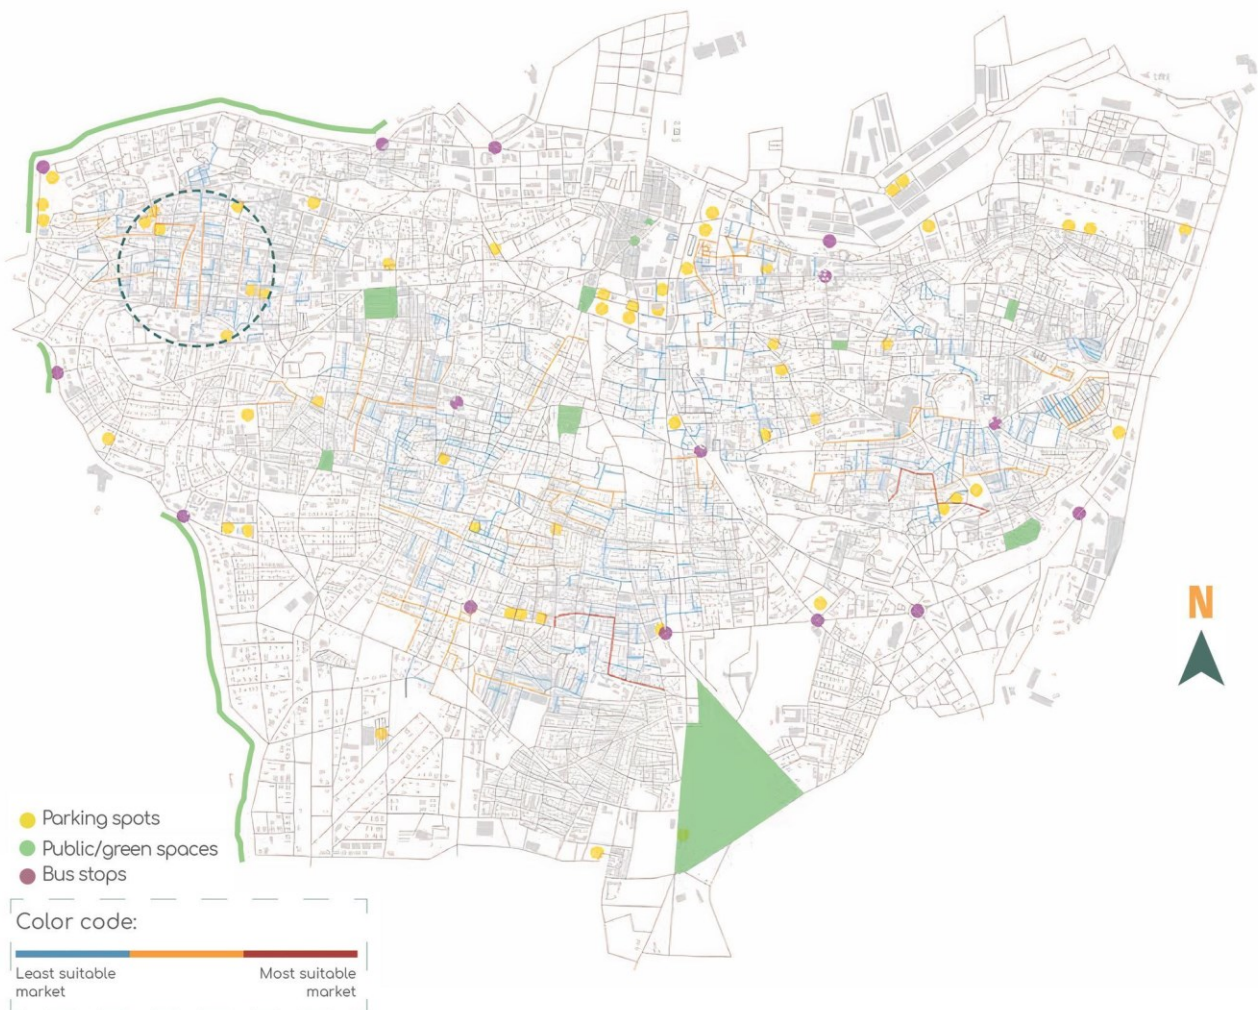 N
Parking spots
Public/green spaces
Bus stops
Color code:
Least suitable
market
Most suitable
market